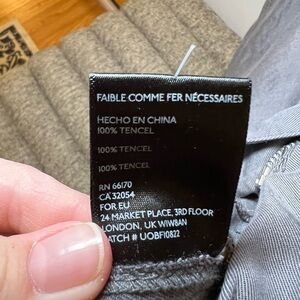 FAIBLE COMME FER NÉCESSAIRES
HECHO EN CHINA
100% TENCEL
100% TENCEL
100% TENCEL
RN 66170
CA 32054
FOR EU
24 MARKET PLACE, 3RD FLOOR
LONDON, UK W1W8AN
BATCH # UOBF10822